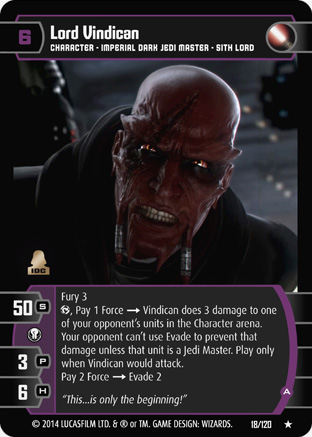 6
Lord Vindican
CHARACTER • IMPERIAL DARK JEDI MASTER • SITH LORD
IDC
50 S
3 P
6 H
Fury 3
, Pay 1 Force → Vindican does 3 damage to one
of your opponent's units in the Character arena.
Your opponent can't use Evade to prevent that
damage unless that unit is a Jedi Master. Play only
when Vindican would attack.
Pay 2 Force → Evade 2
"This...is only the beginning!"
A
© 2014 LUCASFILM LTD. & ® or TM. GAME DESIGN: WIZARDS. 18/120 ★